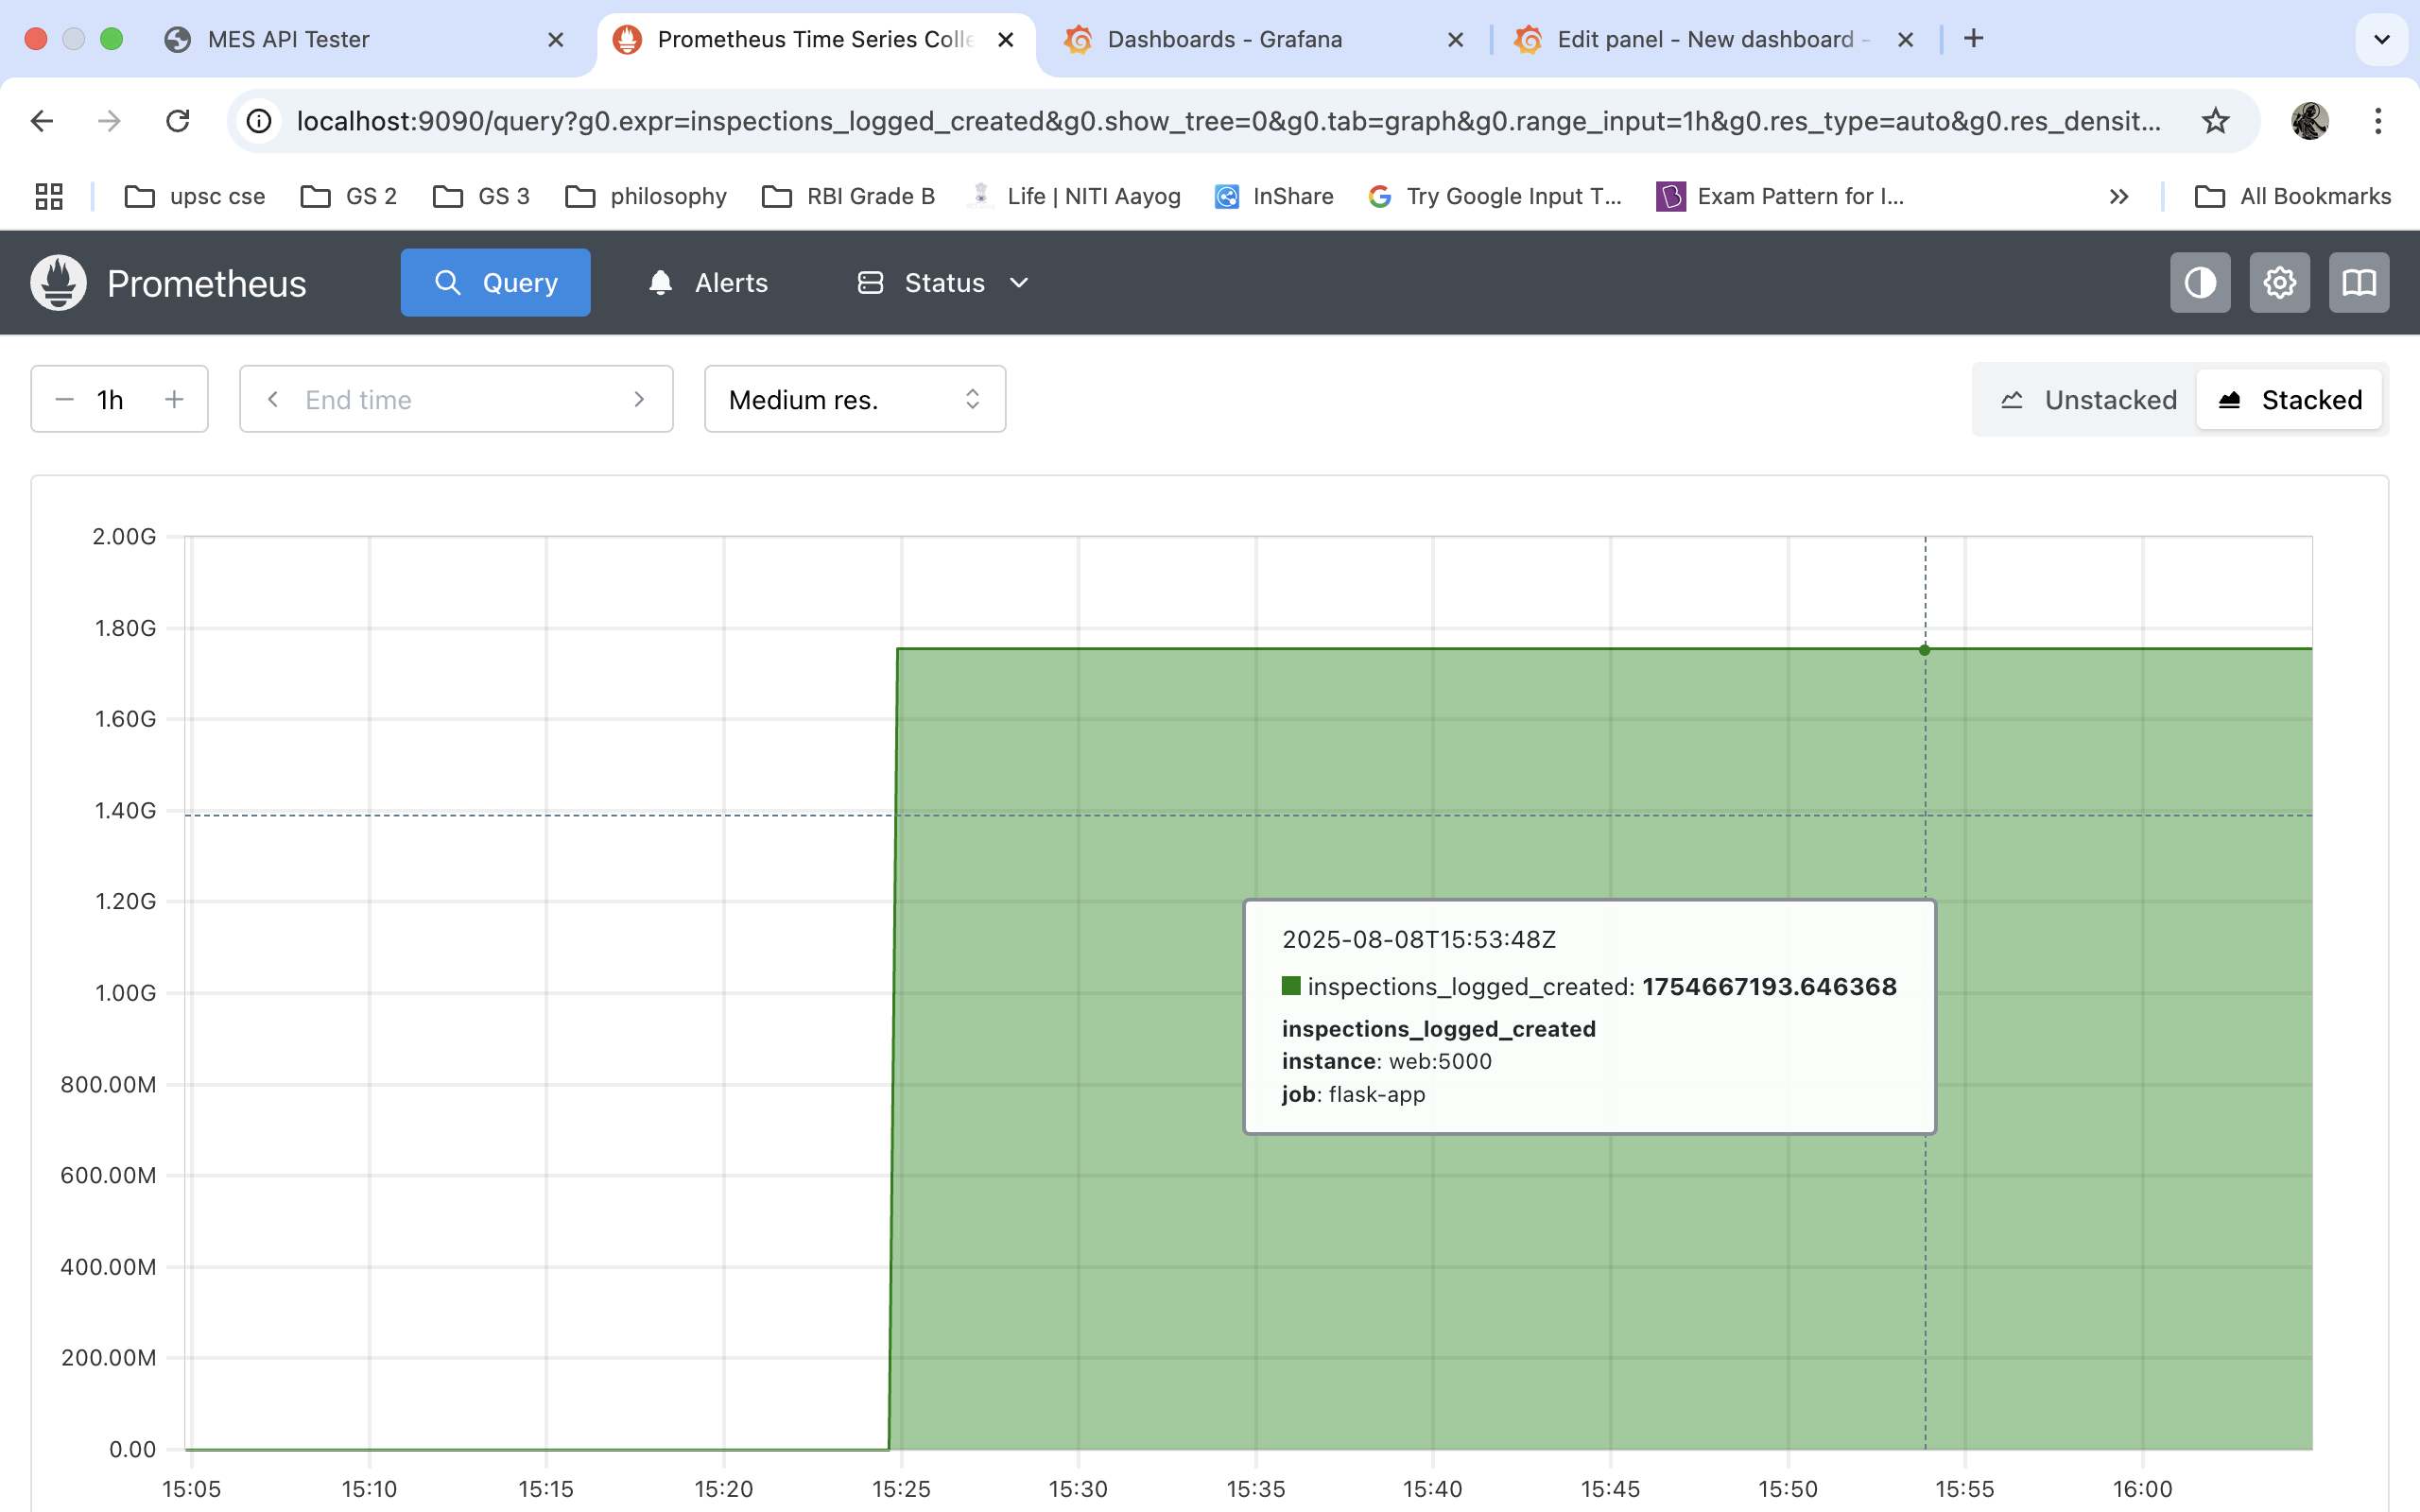 MES API Tester
Prometheus Time Series Colle
Dashboards - Grafana
Edit panel - New dashboard -
localhost:9090/query?g0.expr=inspections_logged_created&g0.show_tree=0&g0.tab=graph&g0.range_input=1h&g0.res_type=auto&g0.res_densit...
upsc cse
GS 2
GS 3
philosophy
RBI Grade B
Life | NITI Aayog
InShare
Try Google Input T...
Exam Pattern for I...
All Bookmarks
Prometheus
Query
Alerts
Status
1h
End time
Medium res.
Unstacked
Stacked
2.00G
1.80G
1.60G
1.40G
1.20G
1.00G
800.00M
600.00M
400.00M
200.00M
0.00
2025-08-08T15:53:48Z
inspections_logged_created: 1754667193.646368
inspections_logged_created
instance: web:5000
job: flask-app
15:05
15:10
15:15
15:20
15:25
15:30
15:35
15:40
15:45
15:50
15:55
16:00